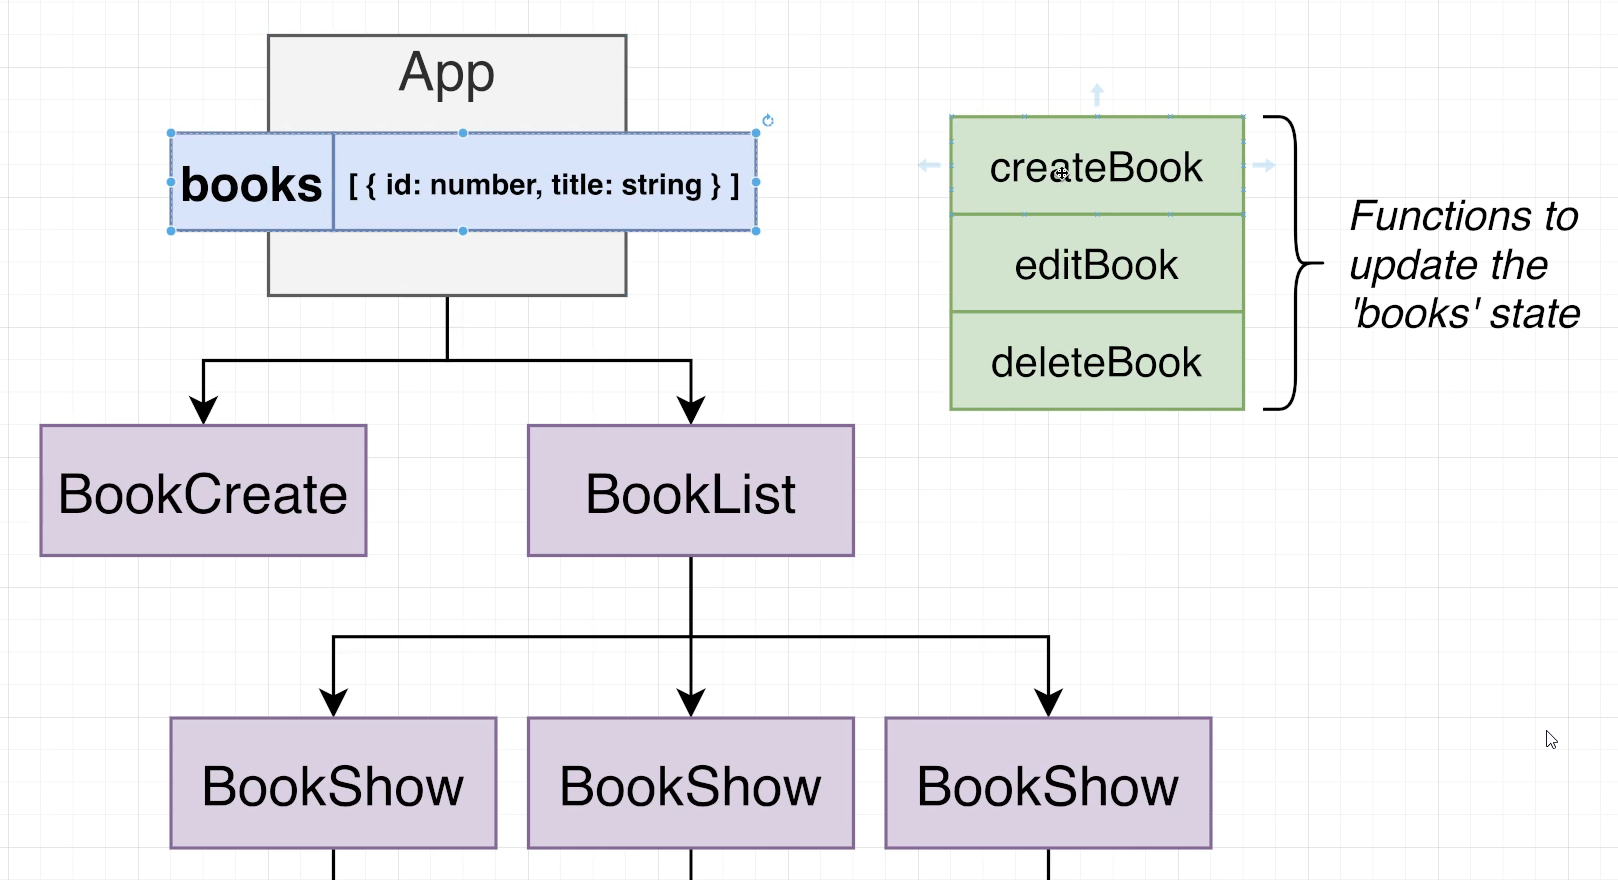 App
books
[ { id: number, title: string } ]
createBook
editBook
deleteBook
Functions to
update the
'books' state
BookCreate
BookList
BookShow
BookShow
BookShow